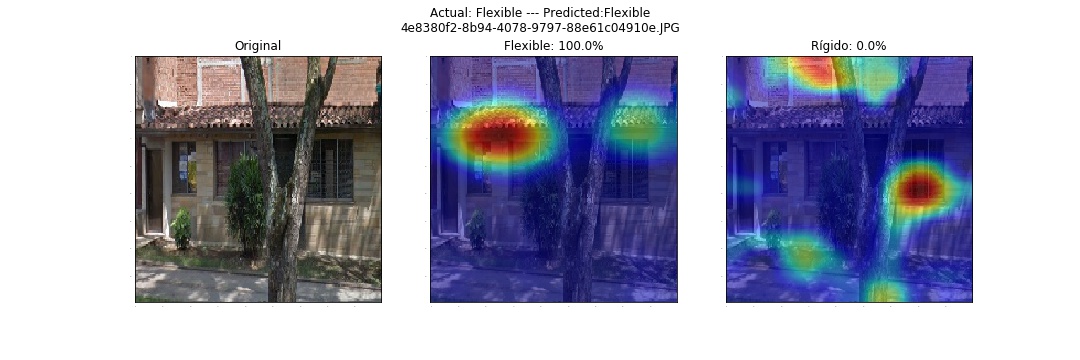 Actual: Flexible --- Predicted:Flexible
4e8380f2-8b94-4078-9797-88e61c04910e.JPG
Original
Flexible: 100.0%
Rígido: 0.0%